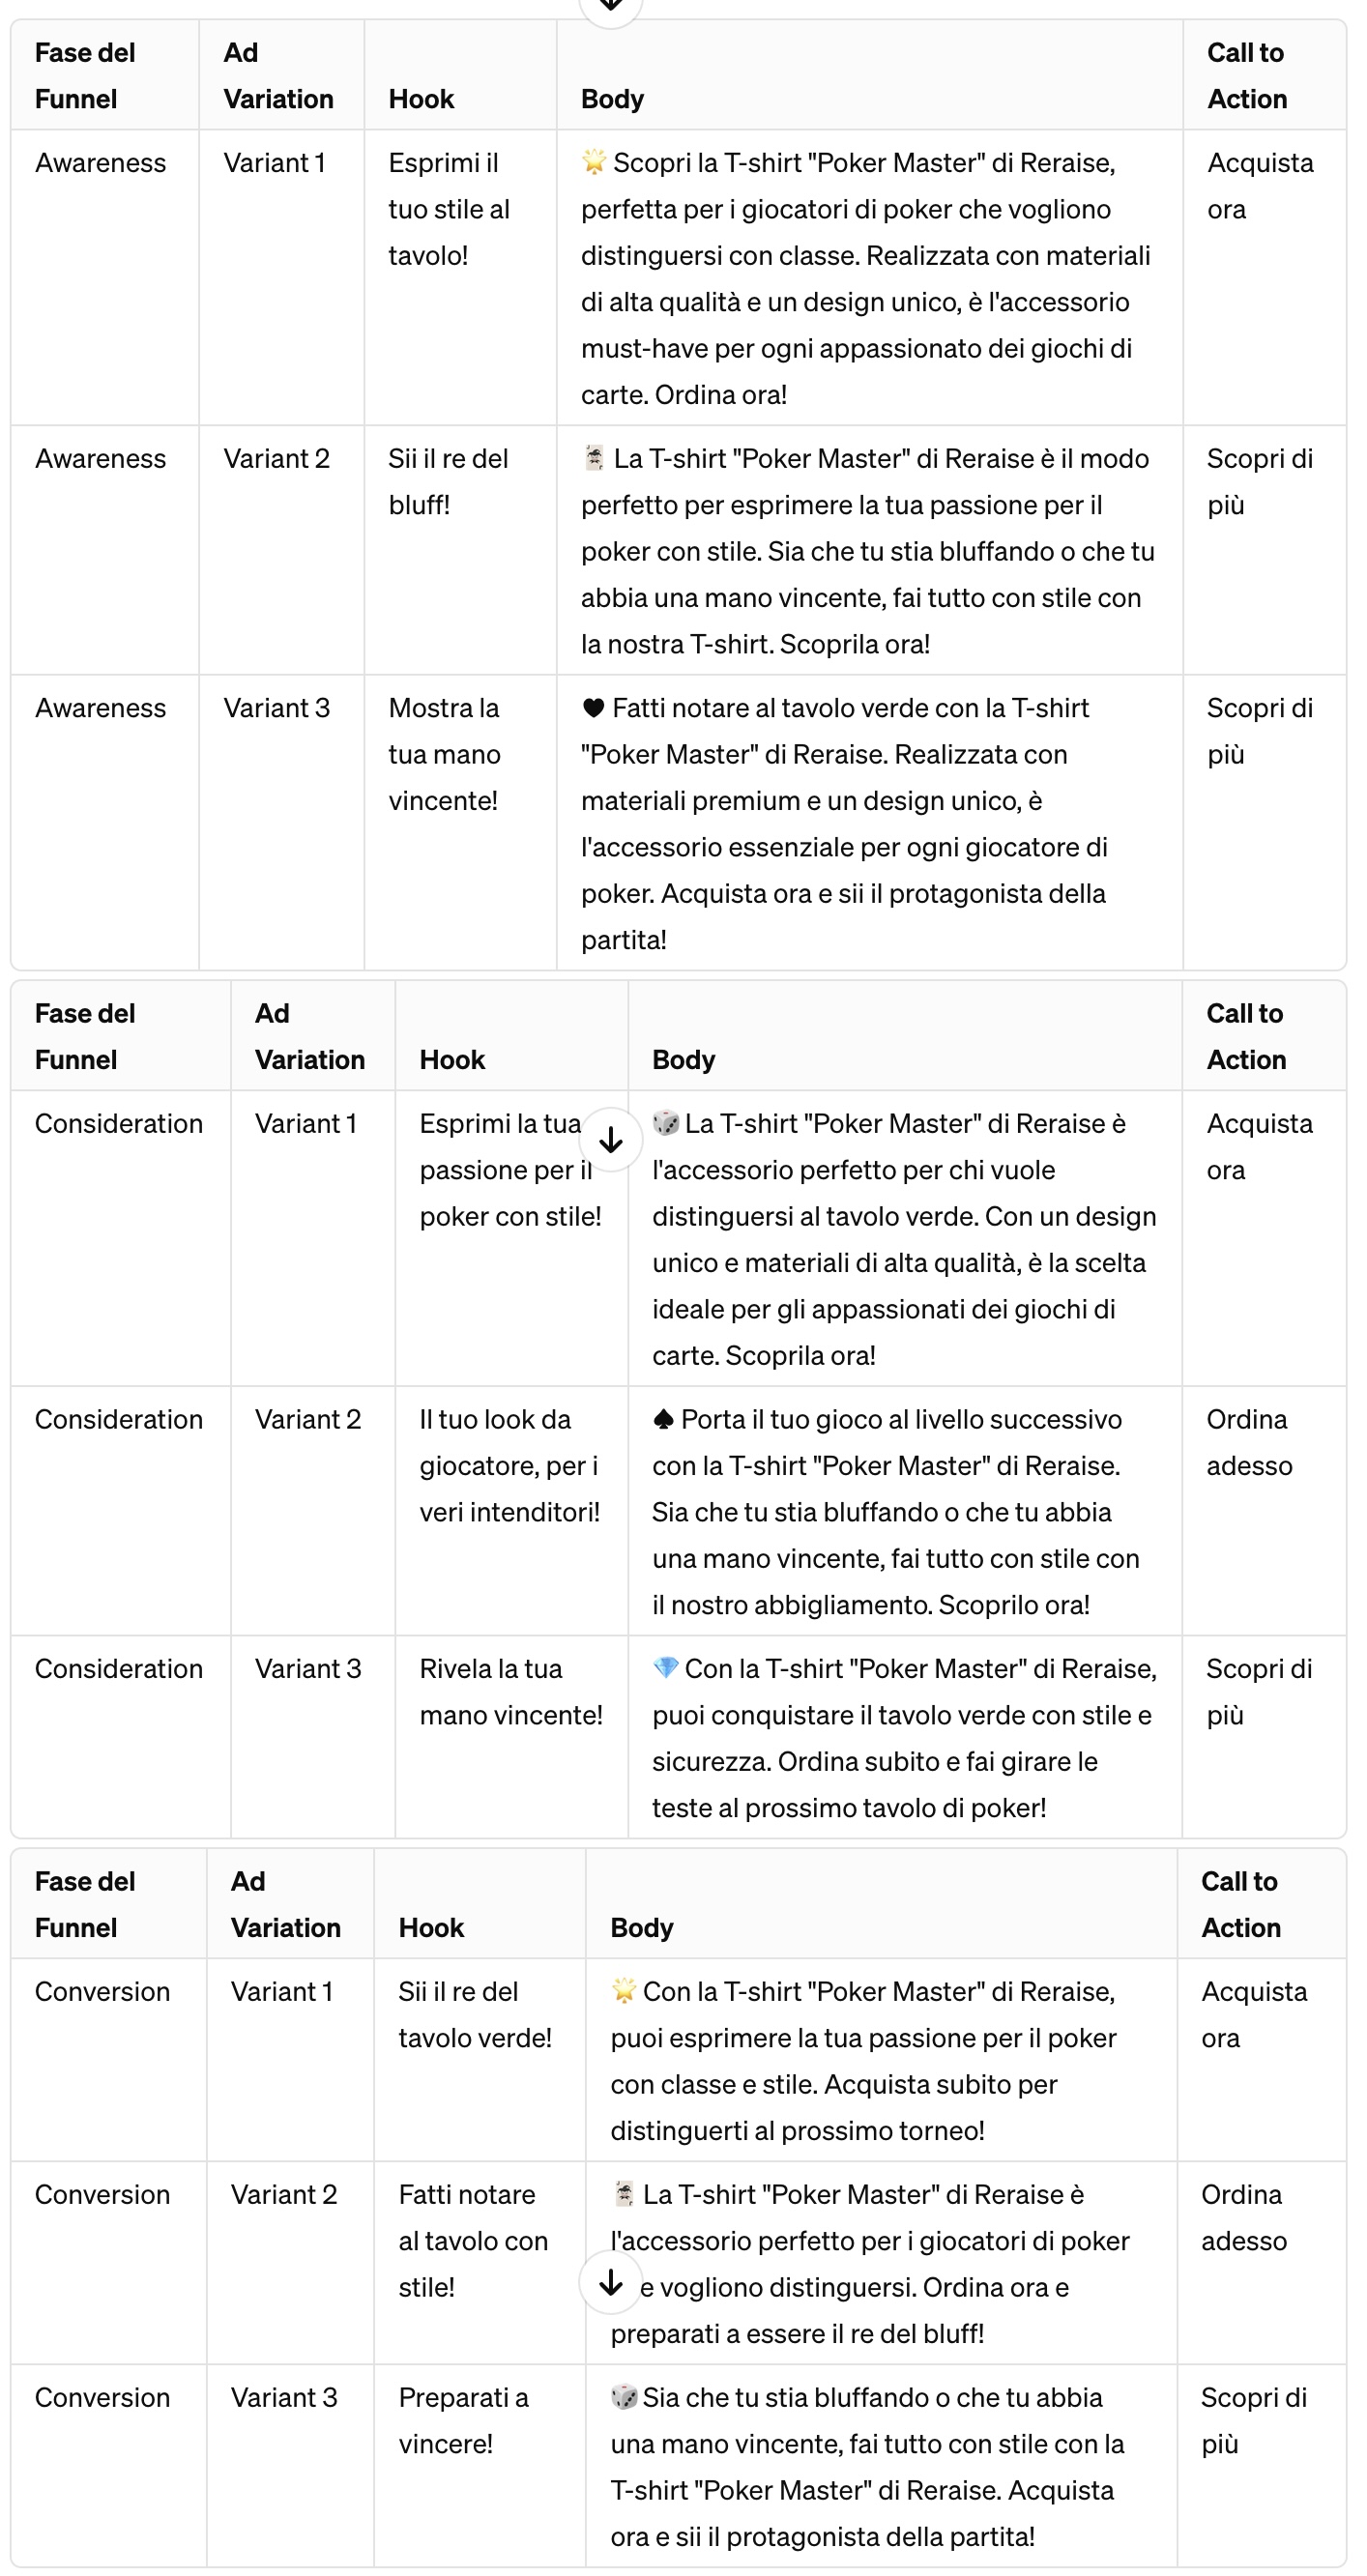 Fase del Funnel	Ad Variation	Hook	Body	Call to Action
Awareness	Variant 1	Esprimi il tuo stile al tavolo!	🌟 Scopri la T-shirt "Poker Master" di Reraise, perfetta per i giocatori di poker che vogliono distinguersi con classe. Realizzata con materiali di alta qualità e un design unico, è l'accessorio must-have per ogni appassionato dei giochi di carte. Ordina ora!	Acquista ora
Awareness	Variant 2	Sii il re del bluff!	🃏 La T-shirt "Poker Master" di Reraise è il modo perfetto per esprimere la tua passione per il poker con stile. Sia che tu stia bluffando o che tu abbia una mano vincente, fai tutto con stile con la nostra T-shirt. Scoprila ora!	Scopri di più
Awareness	Variant 3	Mostra la tua mano vincente!	♥ Fatti notare al tavolo verde con la T-shirt "Poker Master" di Reraise. Realizzata con materiali premium e un design unico, è l'accessorio essenziale per ogni giocatore di poker. Acquista ora e sii il protagonista della partita!	Scopri di più
Fase del Funnel	Ad Variation	Hook	Body	Call to Action
Consideration	Variant 1	Esprimi la tua passione per il poker con stile!	🎲 La T-shirt "Poker Master" di Reraise è l'accessorio perfetto per chi vuole distinguersi al tavolo verde. Con un design unico e materiali di alta qualità, è la scelta ideale per gli appassionati dei giochi di carte. Scoprila ora!	Acquista ora
Consideration	Variant 2	Il tuo look da giocatore, per i veri intenditori!	♠ Porta il tuo gioco al livello successivo con la T-shirt "Poker Master" di Reraise. Sia che tu stia bluffando o che tu abbia una mano vincente, fai tutto con stile con il nostro abbigliamento. Scoprilo ora!	Ordina adesso
Consideration	Variant 3	Rivela la tua mano vincente!	💎 Con la T-shirt "Poker Master" di Reraise, puoi conquistare il tavolo verde con stile e sicurezza. Ordina subito e fai girare le teste al prossimo tavolo di poker!	Scopri di più
Fase del Funnel	Ad Variation	Hook	Body	Call to Action
Conversion	Variant 1	Sii il re del tavolo verde!	🌟 Con la T-shirt "Poker Master" di Reraise, puoi esprimere la tua passione per il poker con classe e stile. Acquista subito per distinguerti al prossimo torneo!	Acquista ora
Conversion	Variant 2	Fatti notare al tavolo con stile!	🃏 La T-shirt "Poker Master" di Reraise è l'accessorio perfetto per i giocatori di poker e vogliono distinguersi. Ordina ora e preparati a essere il re del bluff!	Ordina adesso
Conversion	Variant 3	Preparati a vincere!	🎲 Sia che tu stia bluffando o che tu abbia una mano vincente, fai tutto con stile con la T-shirt "Poker Master" di Reraise. Acquista ora e sii il protagonista della partita!	Scopri di più